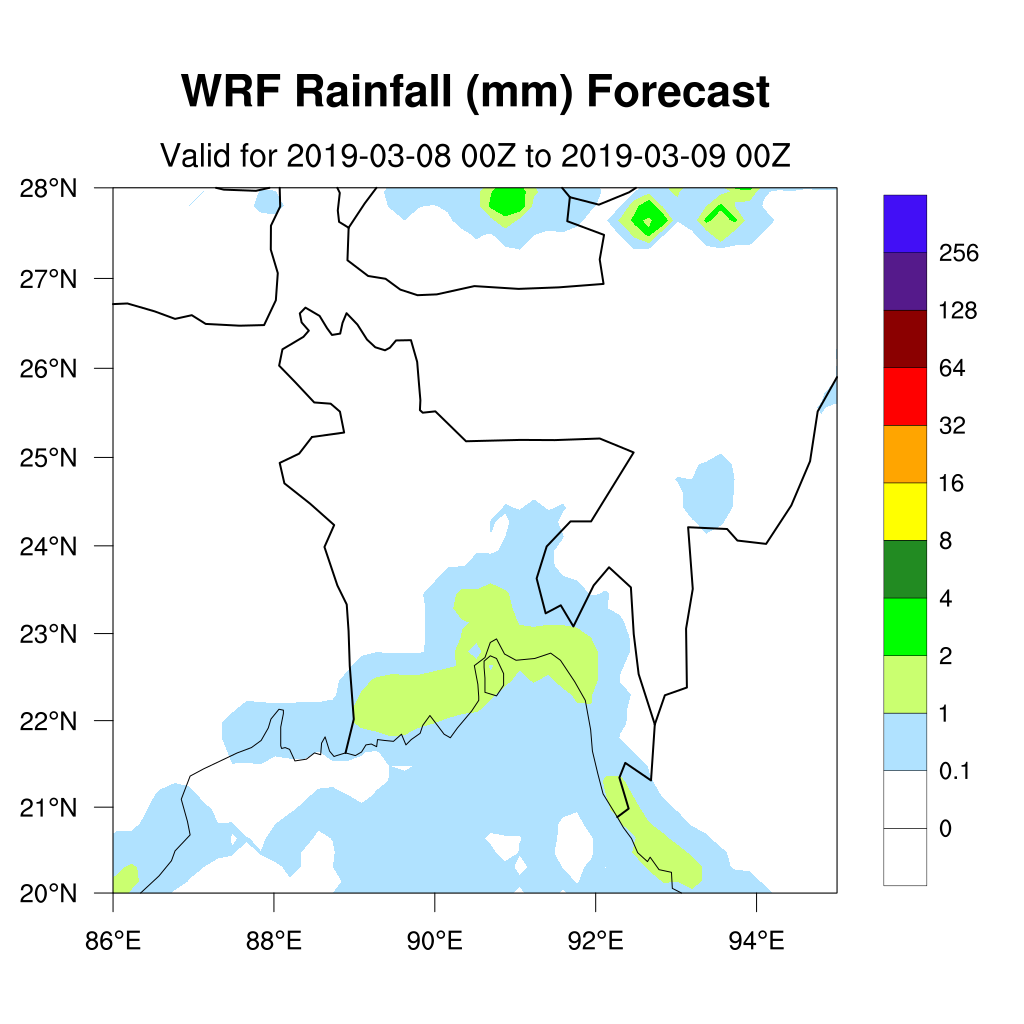 WRF Rainfall (mm) Forecast
Valid for 2019-03-08 00Z to 2019-03-09 00Z
28°N
27°N
26°N
25°N
24°N
23°N
22°N
21°N
20°N
86°E 88°E 90°E 92°E 94°E
256
128
64
32
16
8
4
2
1
0.1
0